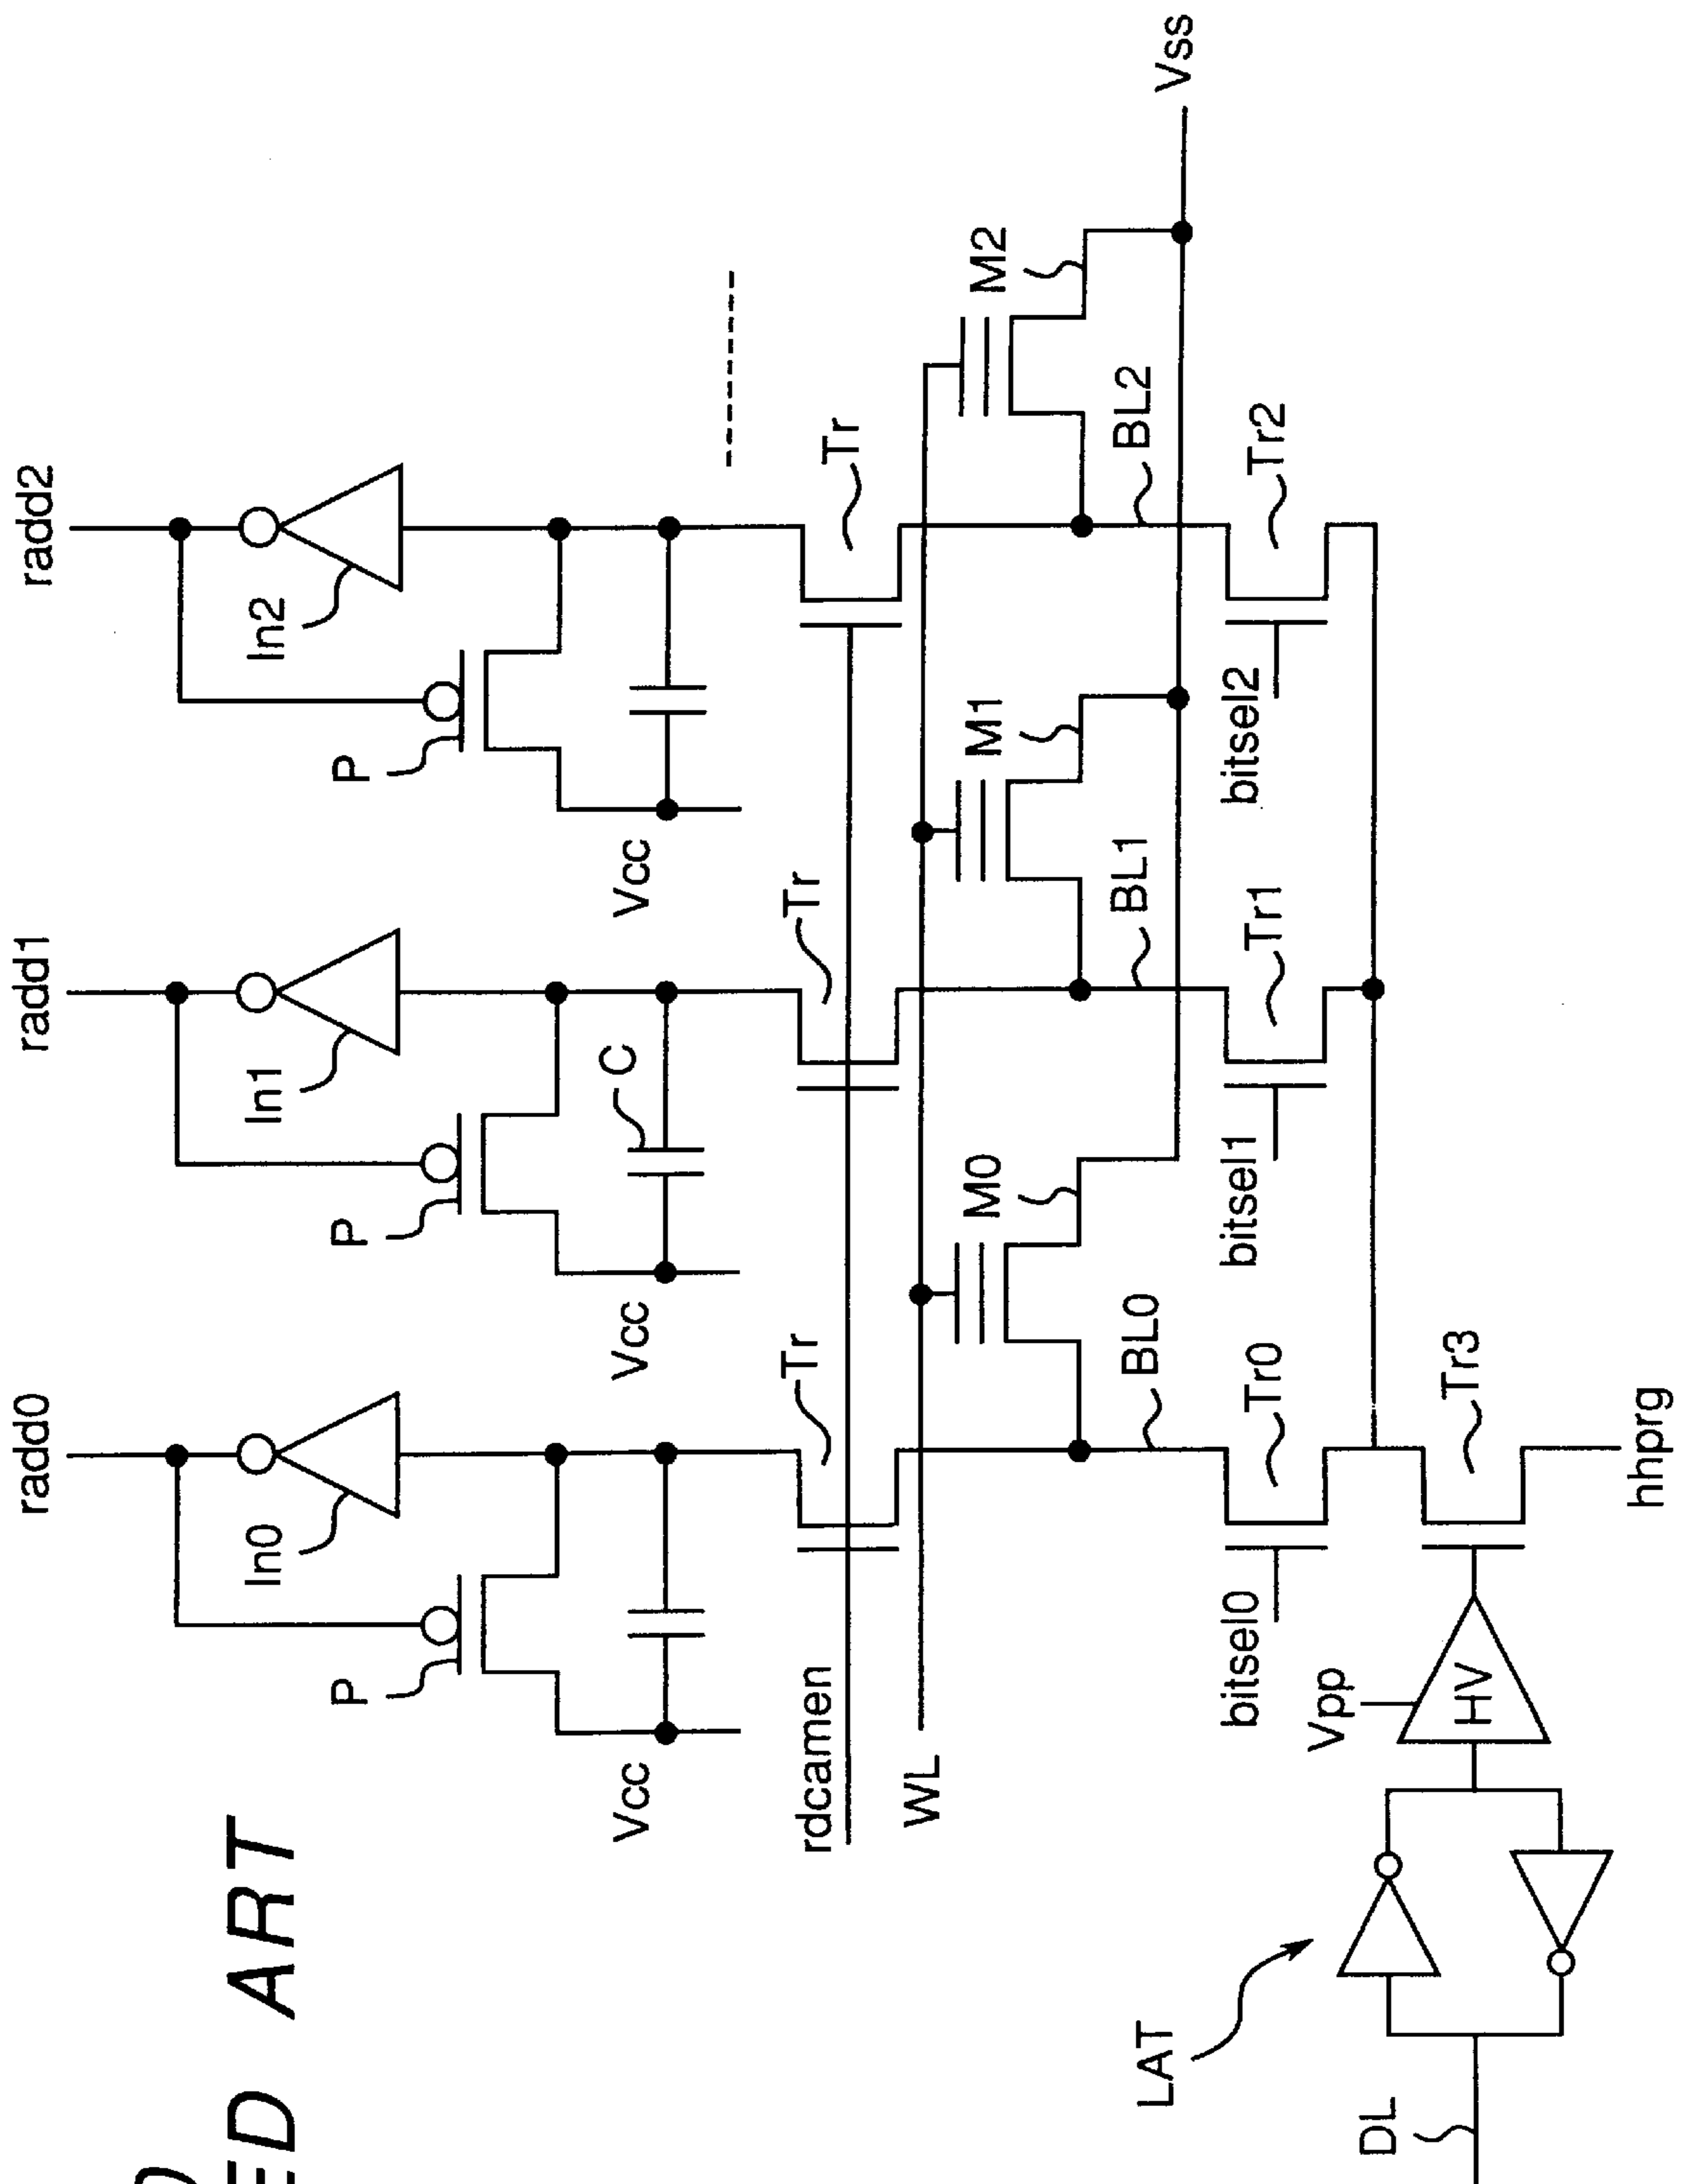 ART
radd0
radd1
radd2
In0
In1
In2
P
P
P
C
Vcc
Vcc
Vcc
Tr
Tr
Tr
rdcamen
WL
M0
M1
M2
Vss
BL0
BL1
BL2
bitsel0
Tr0
bitsel1
Tr1
bitsel2
Tr2
LAT
Vpp
HV
Tr3
DL
hhprg